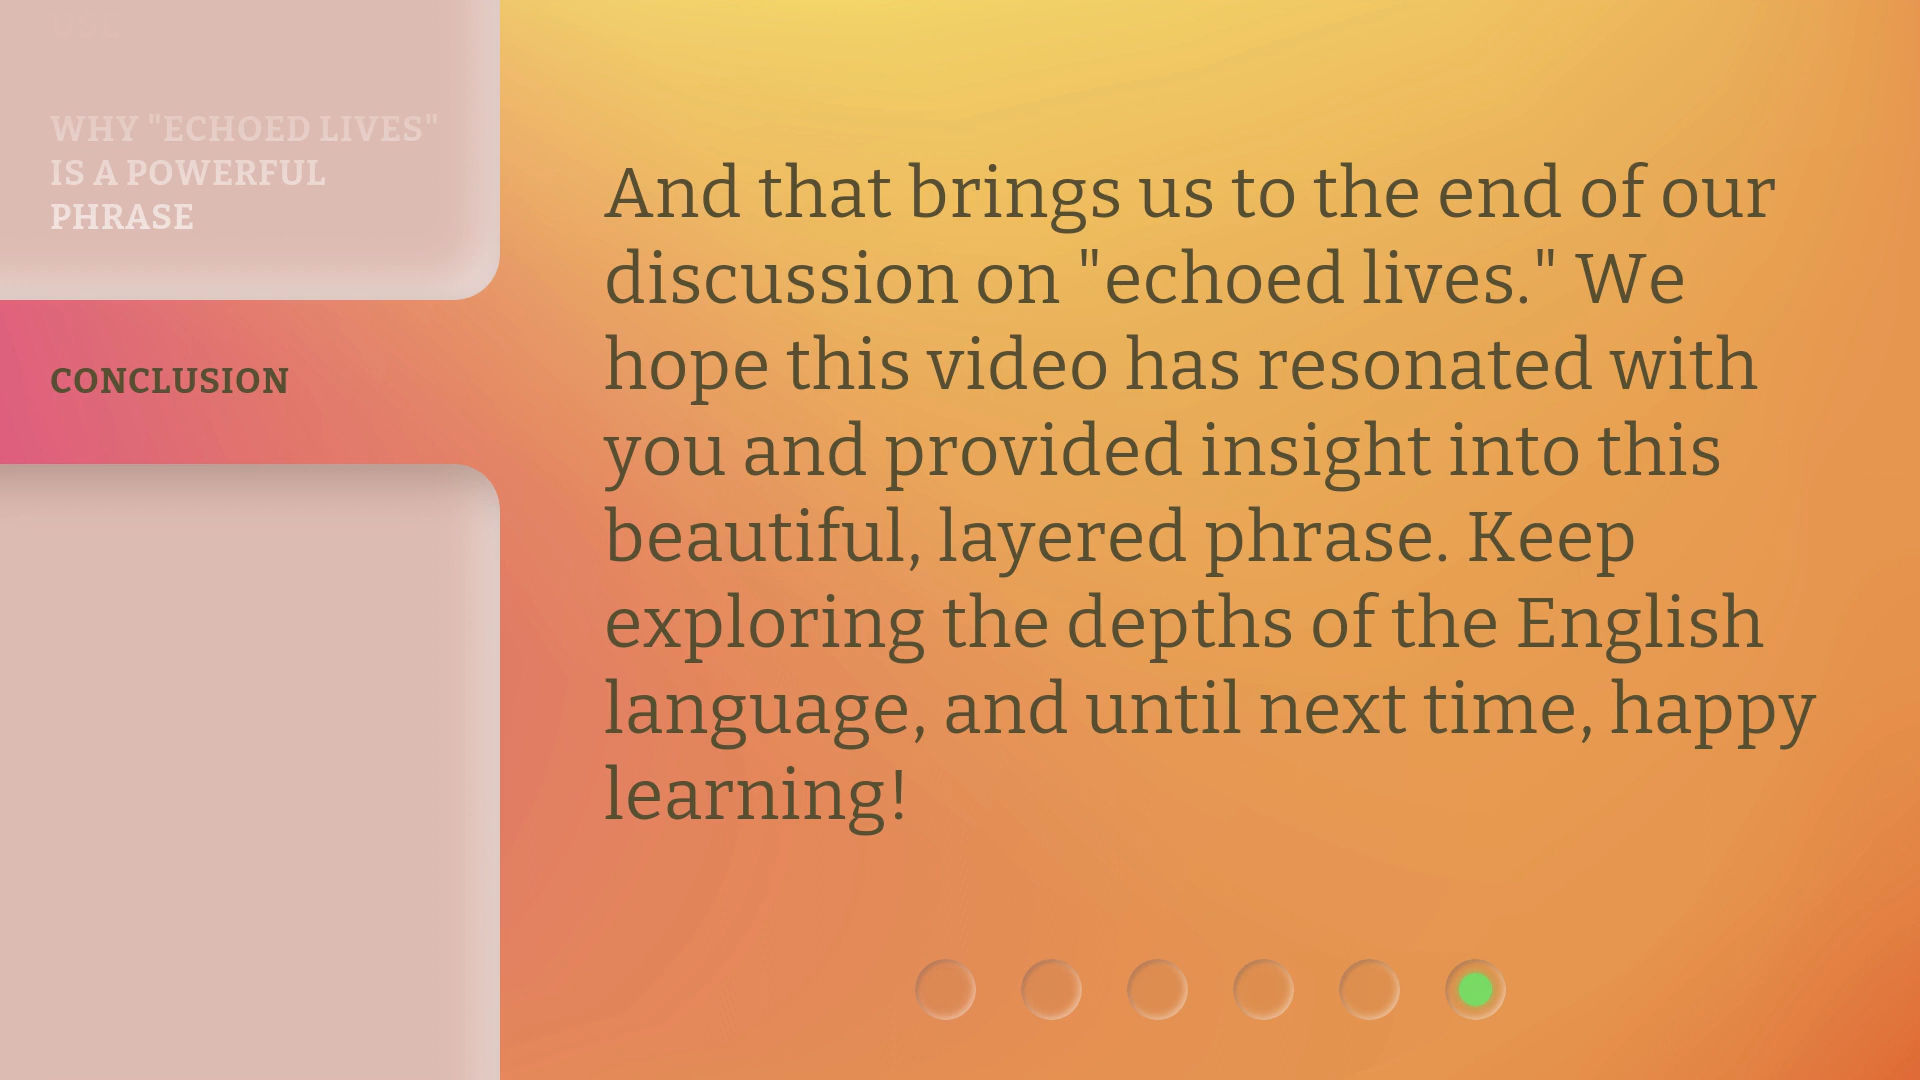 USE
WHY "ECHOED LIVES"
IS A POWERFUL
PHRASE
CONCLUSION
And that brings us to the end of our
discussion on "echoed lives." We
hope this video has resonated with
you and provided insight into this
beautiful, layered phrase. Keep
exploring the depths of the English
language, and until next time, happy
learning!